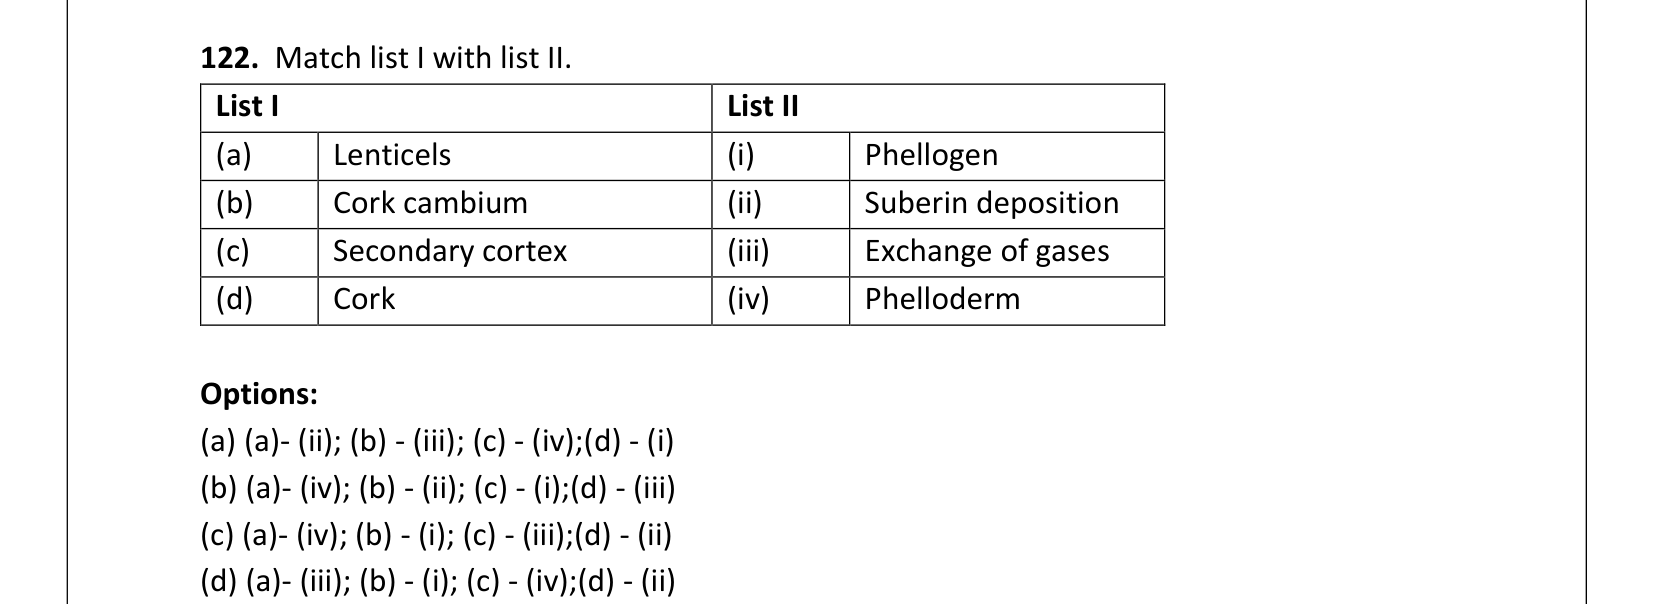 122. Match list I with list II.
List I List II
(a) Lenticels (i) Phellogen
(b) Cork cambium (ii) Suberin deposition
(c) Secondary cortex (iii) Exchange of gases
(d) Cork (iv) Phelloderm
Options:
(a) (a)- (ii); (b) - (iii); (c) - (iv);(d) - (i)
(b) (a)- (iv); (b) - (ii); (c) - (i);(d) - (iii)
(c) (a)- (iv); (b) - (i); (c) - (iii);(d) - (ii)
(d) (a)- (iii); (b) - (i); (c) - (iv);(d) - (ii)